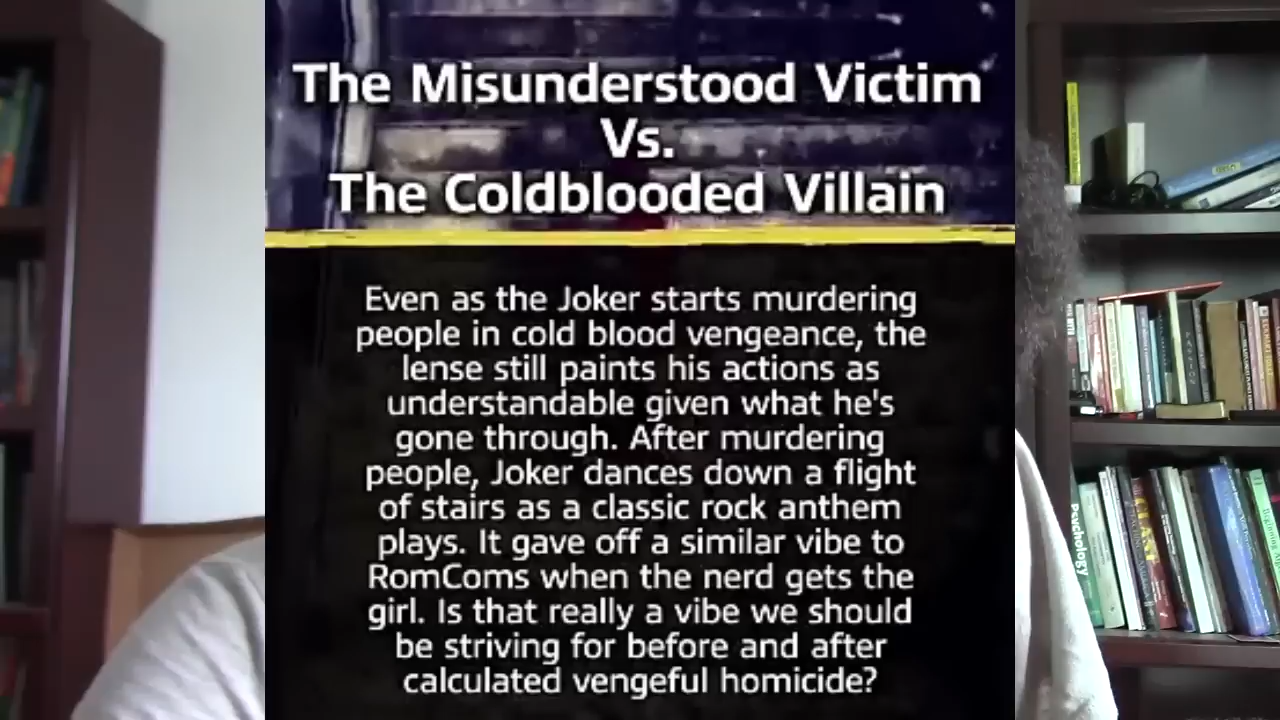 The Misunderstood Victim
Vs.
The Coldblooded Villain
Even as the Joker starts murdering
people in cold blood vengeance, the
lense still paints his actions as
understandable given what he's
gone through. After murdering
people, Joker dances down a flight
of stairs as a classic rock anthem
plays. It gave off a similar vibe to
RomComs when the nerd gets the
girl. Is that really a vibe we should
be striving for before and after
calculated vengeful homicide?
Psychology